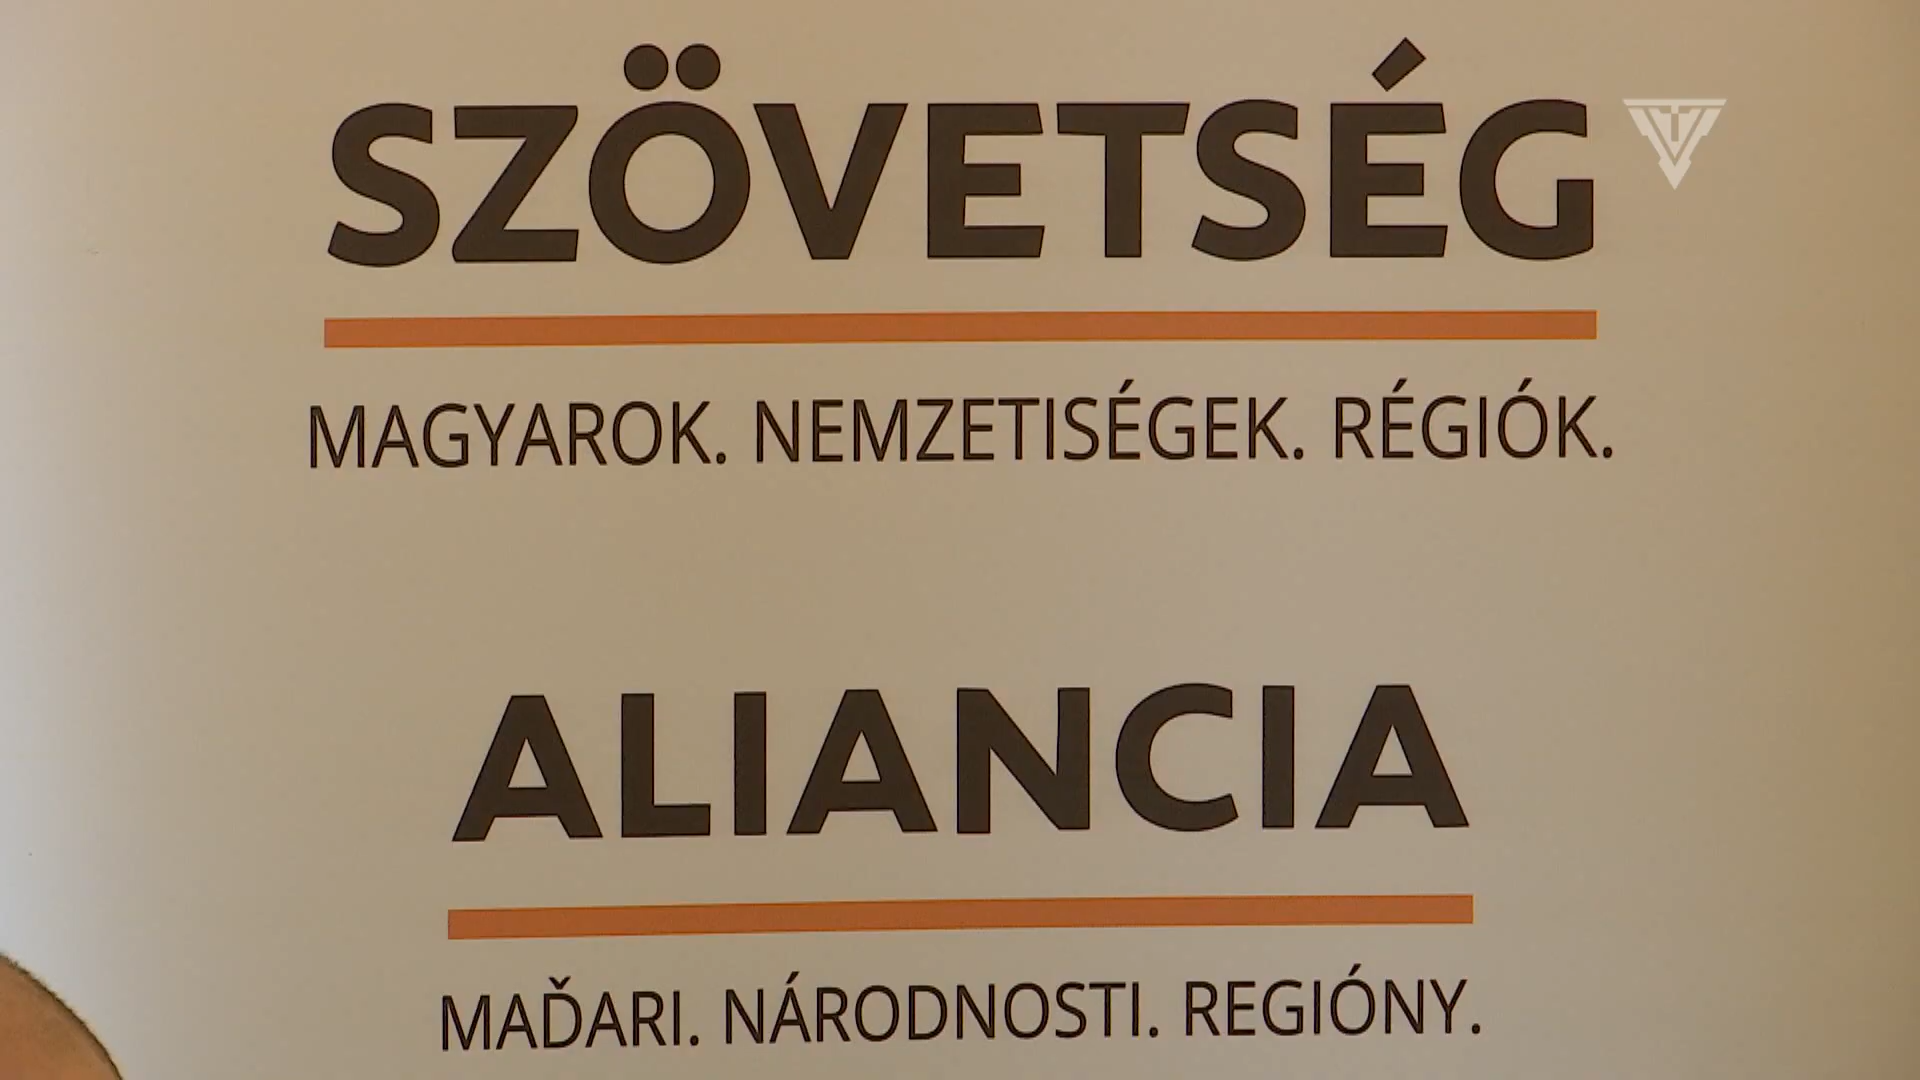 SZÖVETSÉG
MAGYAROK. NEMZETISÉGEK. RÉGIÓK.
ALIANCIA
MAĎARI. NÁRODNOSTI. REGIÓNY.